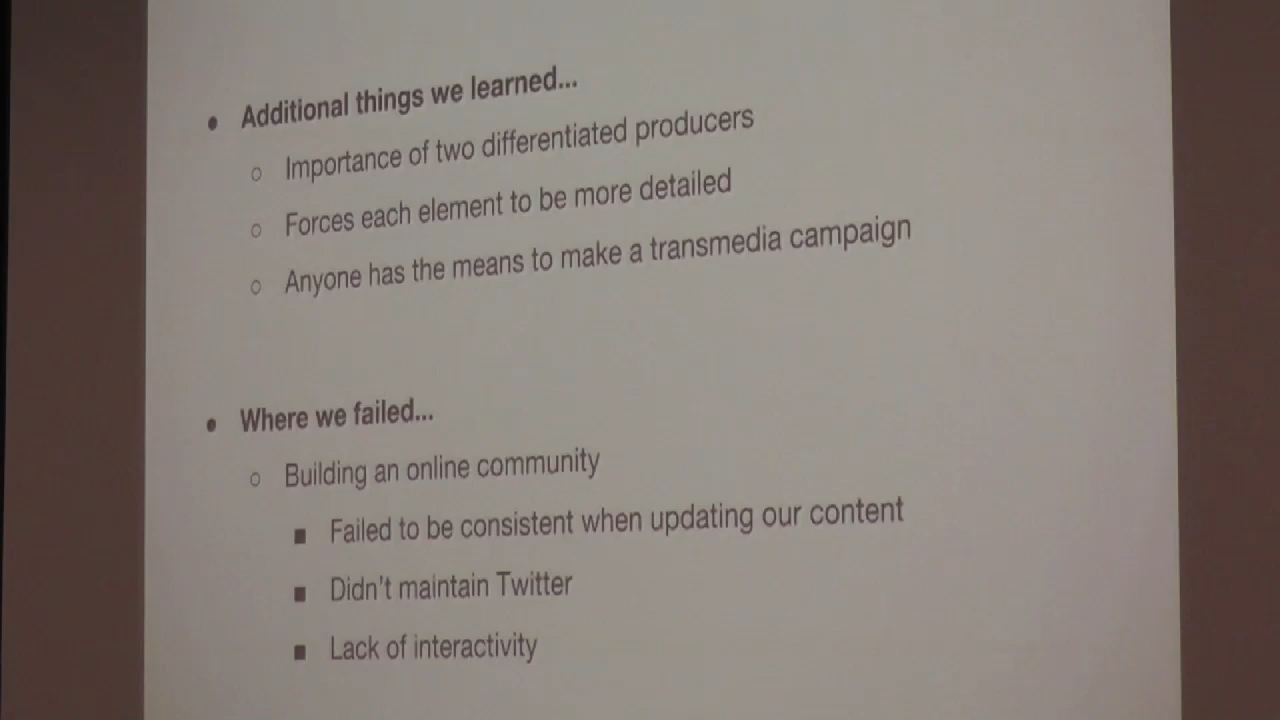 • Additional things we learned...
○ Importance of two differentiated producers
○ Forces each element to be more detailed
○ Anyone has the means to make a transmedia campaign
• Where we failed...
○ Building an online community
■ Failed to be consistent when updating our content
■ Didn't maintain Twitter
■ Lack of interactivity